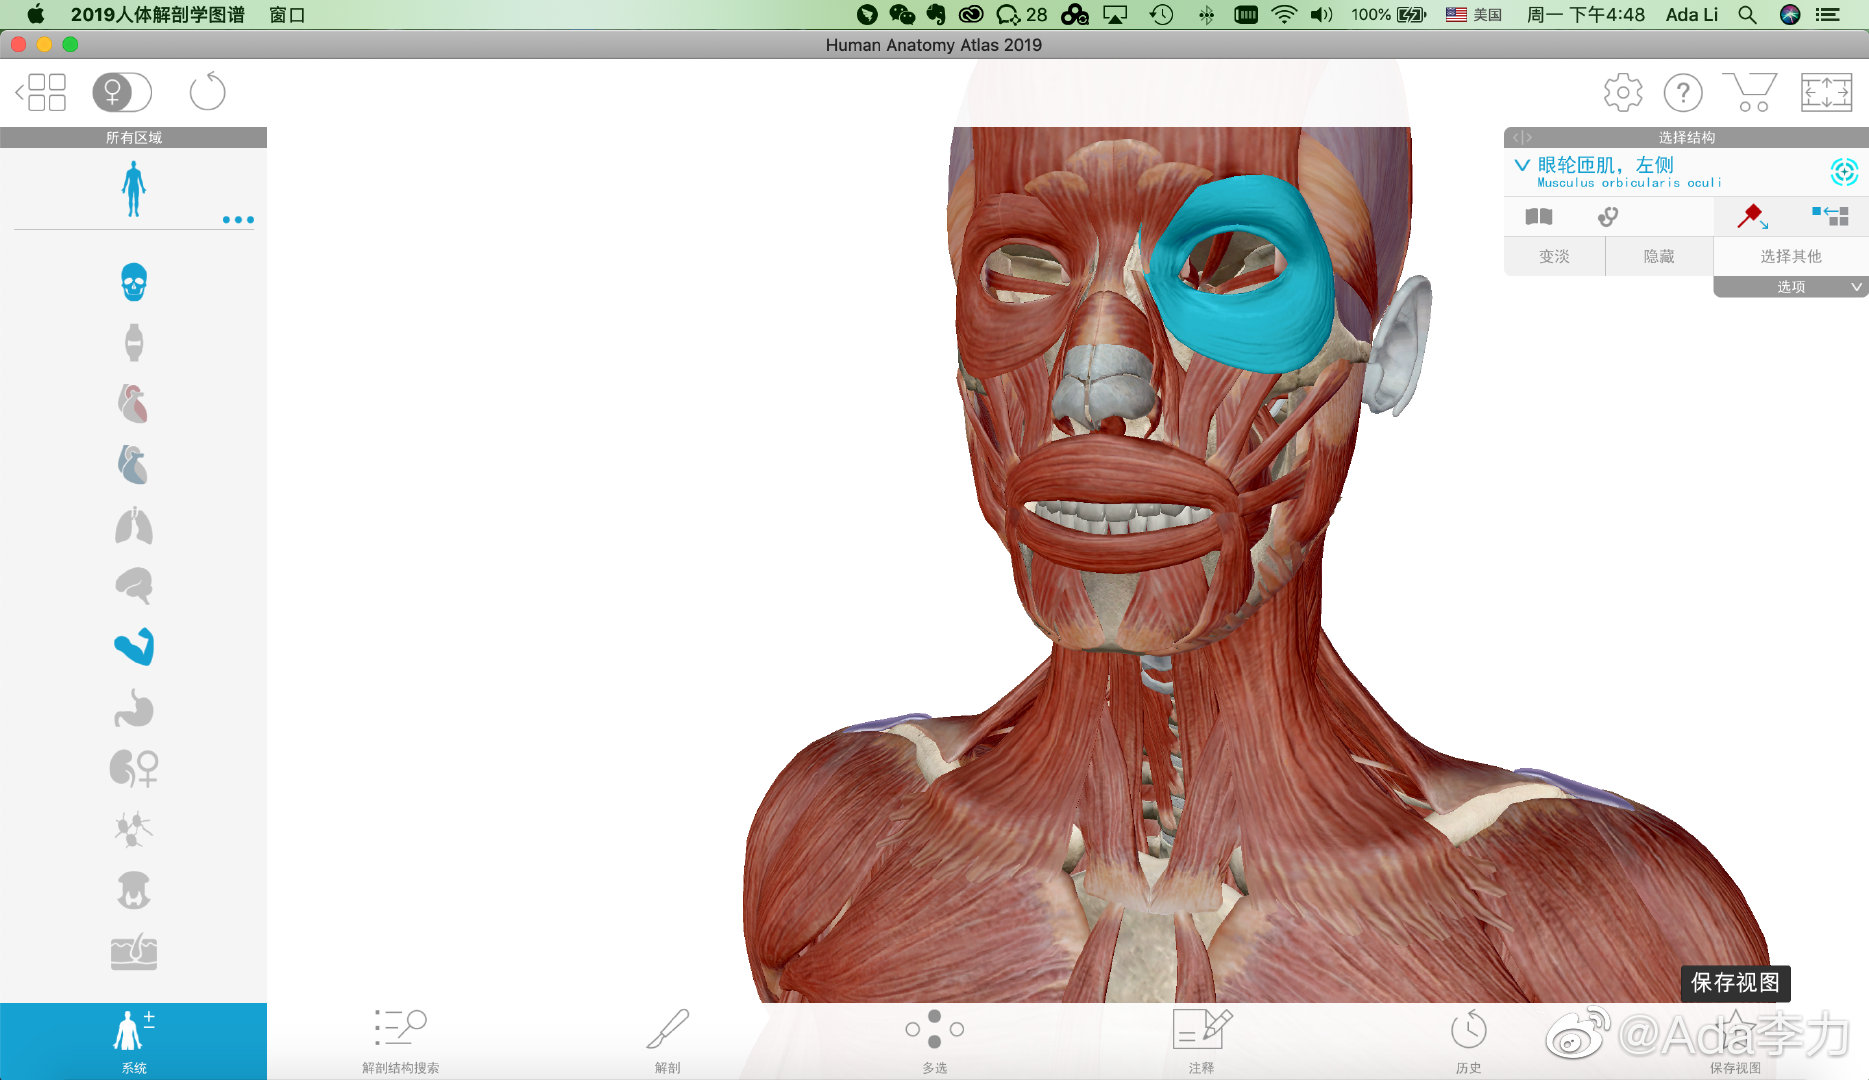 2019人体解剖学图谱 窗口 28 100% 美国 周一 下午4:48 Ada Li
Human Anatomy Atlas 2019
所有区域
选择结构
眼轮匝肌，左侧
Musculus orbicularis oculi
变淡 隐藏 选择其他
选项
保存视图
系统 解剖结构搜索 解剖 多选 注释 历史 保存视图
@Ada李力